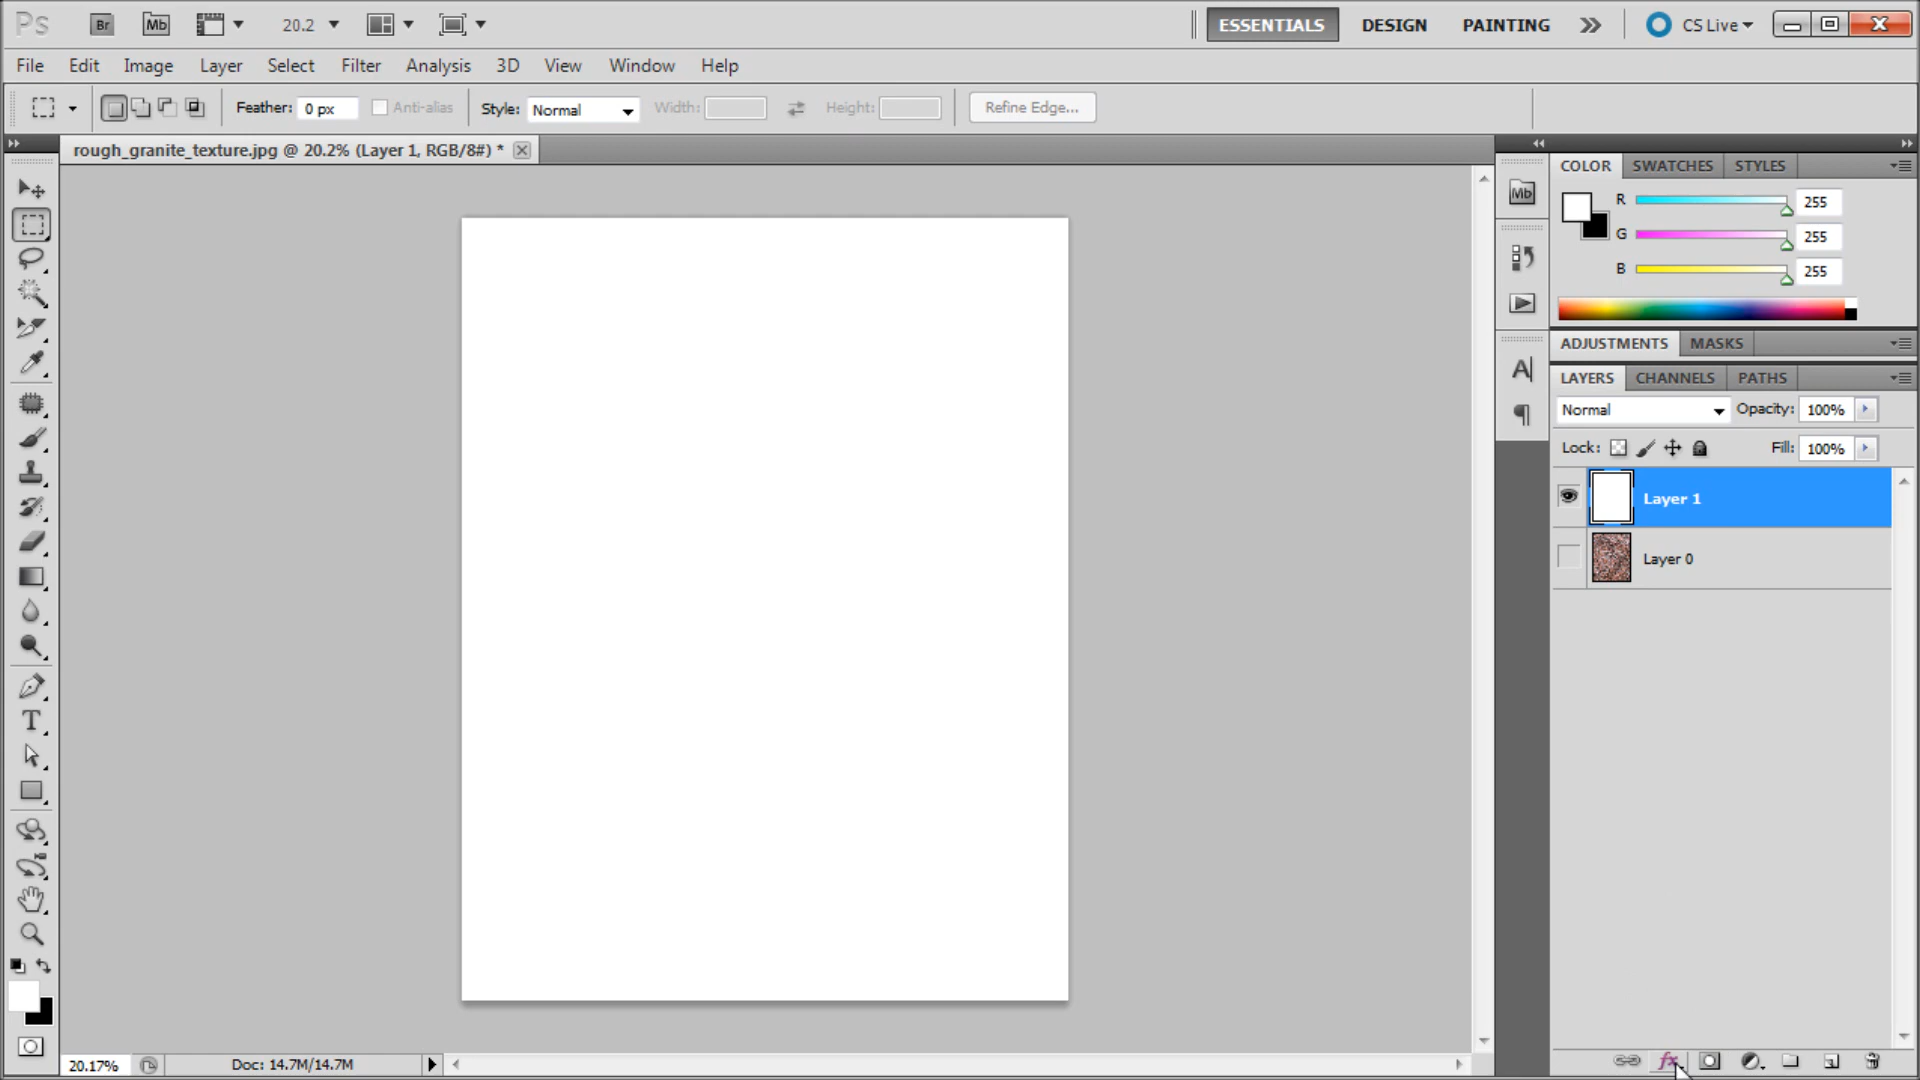 Ps Br Mb 20.2 ESSENTIALS DESIGN PAINTING CS Live
File Edit Image Layer Select Filter Analysis 3D View Window Help
Feather: 0 px Anti-alias Style: Normal Width: Height: Refine Edge...
rough_granite_texture.jpg @ 20.2% (Layer 1, RGB/8#) *
COLOR SWATCHES STYLES
Mb
R 255
G 255
B 255
ADJUSTMENTS MASKS
LAYERS CHANNELS PATHS
Normal Opacity: 100%
Lock: Fill: 100%
Layer 1
Layer 0
20.17% Doc: 14.7M/14.7M
fx